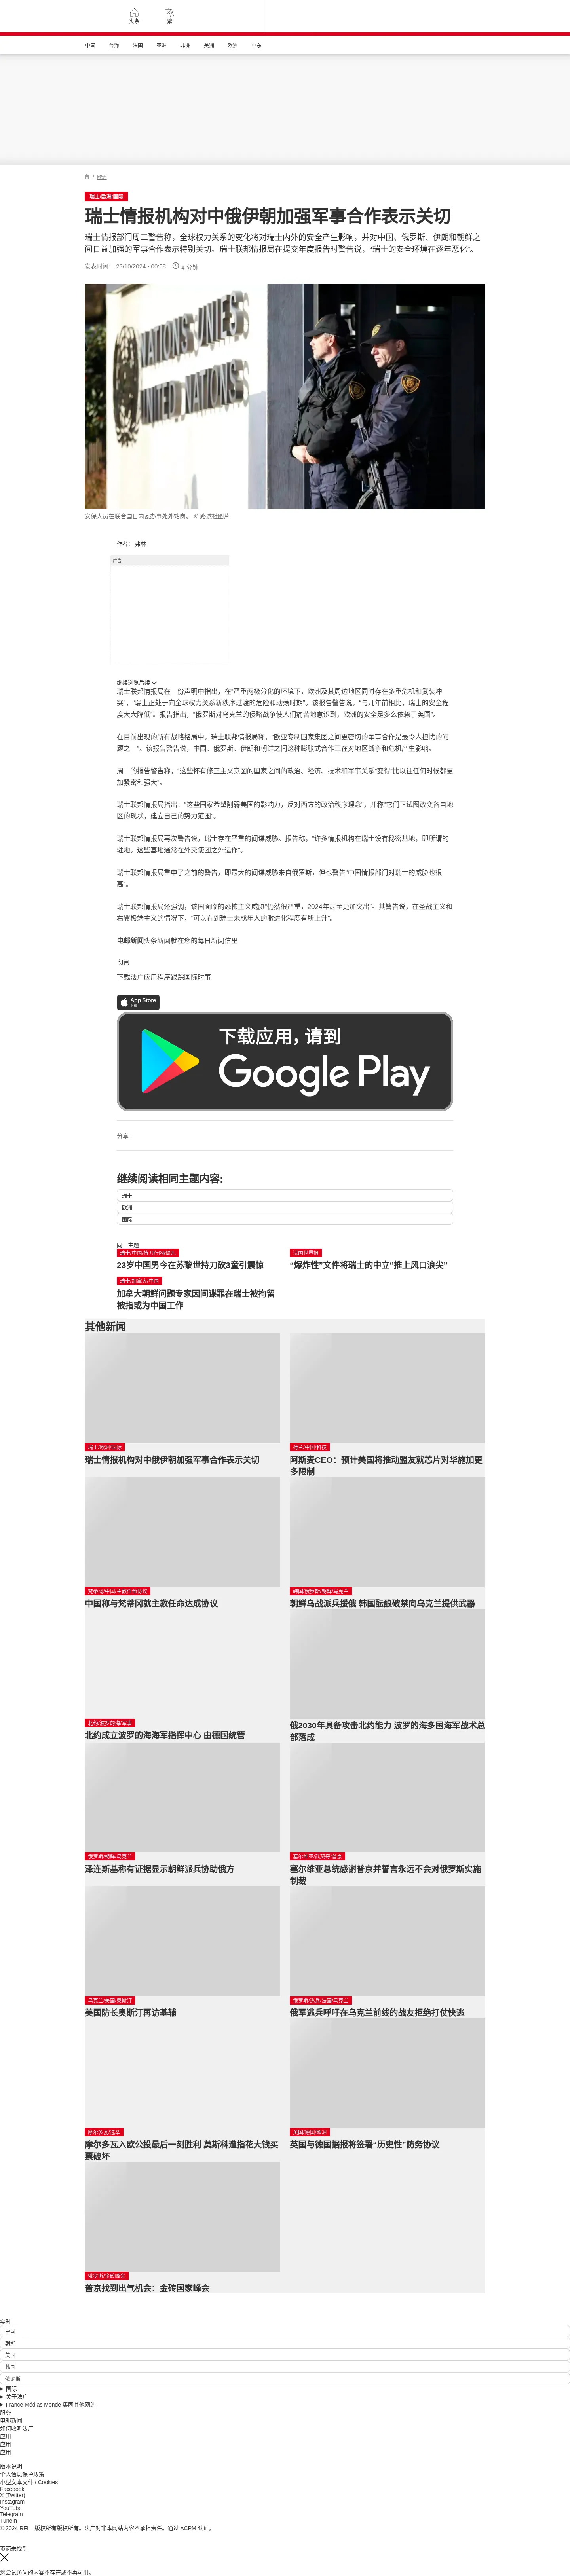 头条
繁
中国
台海
法国
亚洲
非洲
美洲
欧洲
中东
/ 欧洲
瑞士/欧洲/国际
瑞士情报机构对中俄伊朝加强军事合作表示关切
瑞士情报部门周二警告称，全球权力关系的变化将对瑞士内外的安全产生影响，并对中国、俄罗斯、伊朗和朝鲜之
间日益加强的军事合作表示特别关切。瑞士联邦情报局在提交年度报告时警告说，“瑞士的安全环境在逐年恶化”。
发表时间： 23/10/2024 - 00:58 4 分钟
NATIONS UNIES
安保人员在联合国日内瓦办事处外站岗。 © 路透社图片
作者： 弗林
广告
继续浏览后续
瑞士联邦情报局在一份声明中指出，在“严重两极分化的环境下，欧洲及其周边地区同时存在多重危机和武装冲
突”，“瑞士正处于向全球权力关系新秩序过渡的危险和动荡时期”。该报告警告说，“与几年前相比，瑞士的安全程
度大大降低”。报告指出，“俄罗斯对乌克兰的侵略战争使人们痛苦地意识到，欧洲的安全是多么依赖于美国”。
在目前出现的所有战略格局中，瑞士联邦情报局称，“欧亚专制国家集团之间更密切的军事合作是最令人担忧的问
题之一”。该报告警告说，中国、俄罗斯、伊朗和朝鲜之间这种膨胀式合作正在对地区战争和危机产生影响。
周二的报告警告称，“这些怀有修正主义意图的国家之间的政治、经济、技术和军事关系”变得“比以往任何时候都更
加紧密和强大”。
瑞士联邦情报局指出：“这些国家希望削弱美国的影响力，反对西方的政治秩序理念”，并称“它们正试图改变各自地
区的现状，建立自己的势力范围”。
瑞士联邦情报局再次警告说，瑞士存在严重的间谍威胁。报告称，“许多情报机构在瑞士设有秘密基地，即所谓的
驻地。这些基地通常在外交使团之外运作”。
瑞士联邦情报局重申了之前的警告，即最大的间谍威胁来自俄罗斯，但也警告“中国情报部门对瑞士的威胁也很
高”。
瑞士联邦情报局还强调，该国面临的恐怖主义威胁“仍然很严重，2024年甚至更加突出”。其警告说，在圣战主义和
右翼极端主义的情况下，“可以看到瑞士未成年人的激进化程度有所上升”。
电邮新闻头条新闻就在您的每日新闻信里
订阅
下载法广应用程序跟踪国际时事
App Store
下载
下载应用，请到
Google Play
分享 :
继续阅读相同主题内容:
瑞士
欧洲
国际
同一主题
瑞士/中国/持刀行凶/幼儿
23岁中国男今在苏黎世持刀砍3童引震惊
法国世界报
“爆炸性”文件将瑞士的中立“推上风口浪尖”
瑞士/加拿大/中国
加拿大朝鲜问题专家因间谍罪在瑞士被拘留
被指或为中国工作
其他新闻
瑞士/欧洲/国际
瑞士情报机构对中俄伊朝加强军事合作表示关切
荷兰/中国/科技
阿斯麦CEO：预计美国将推动盟友就芯片对华施加更
多限制
梵蒂冈/中国/主教任命协议
中国称与梵蒂冈就主教任命达成协议
韩国/俄罗斯/朝鲜/乌克兰
朝鲜乌战派兵援俄 韩国酝酿破禁向乌克兰提供武器
北约/波罗的海/军事
北约成立波罗的海海军指挥中心 由德国统管
俄2030年具备攻击北约能力 波罗的海多国海军战术总
部落成
俄罗斯/朝鲜/乌克兰
泽连斯基称有证据显示朝鲜派兵协助俄方
塞尔维亚/武契奇/普京
塞尔维亚总统感谢普京并誓言永远不会对俄罗斯实施
制裁
乌克兰/美国/奥斯汀
美国防长奥斯汀再访基辅
俄罗斯/逃兵/法国/乌克兰
俄军逃兵呼吁在乌克兰前线的战友拒绝打仗快逃
摩尔多瓦/选举
摩尔多瓦入欧公投最后一刻胜利 莫斯科遭指花大钱买
票破坏
英国/德国/欧洲
英国与德国据报将签署“历史性”防务协议
俄罗斯/金砖峰会
普京找到出气机会：金砖国家峰会
实时
中国
朝鲜
美国
韩国
俄罗斯
国际
关于法广
France Médias Monde 集团其他网站
服务
电邮新闻
如何收听法广
应用
应用
应用
版本说明
个人信息保护政策
小型文本文件 / Cookies
Facebook
X (Twitter)
Instagram
YouTube
Telegram
TuneIn
© 2024 RFI – 版权所有版权所有。法广对非本网站内容不承担责任。通过 ACPM 认证。
页面未找到
您尝试访问的内容不存在或不再可用。